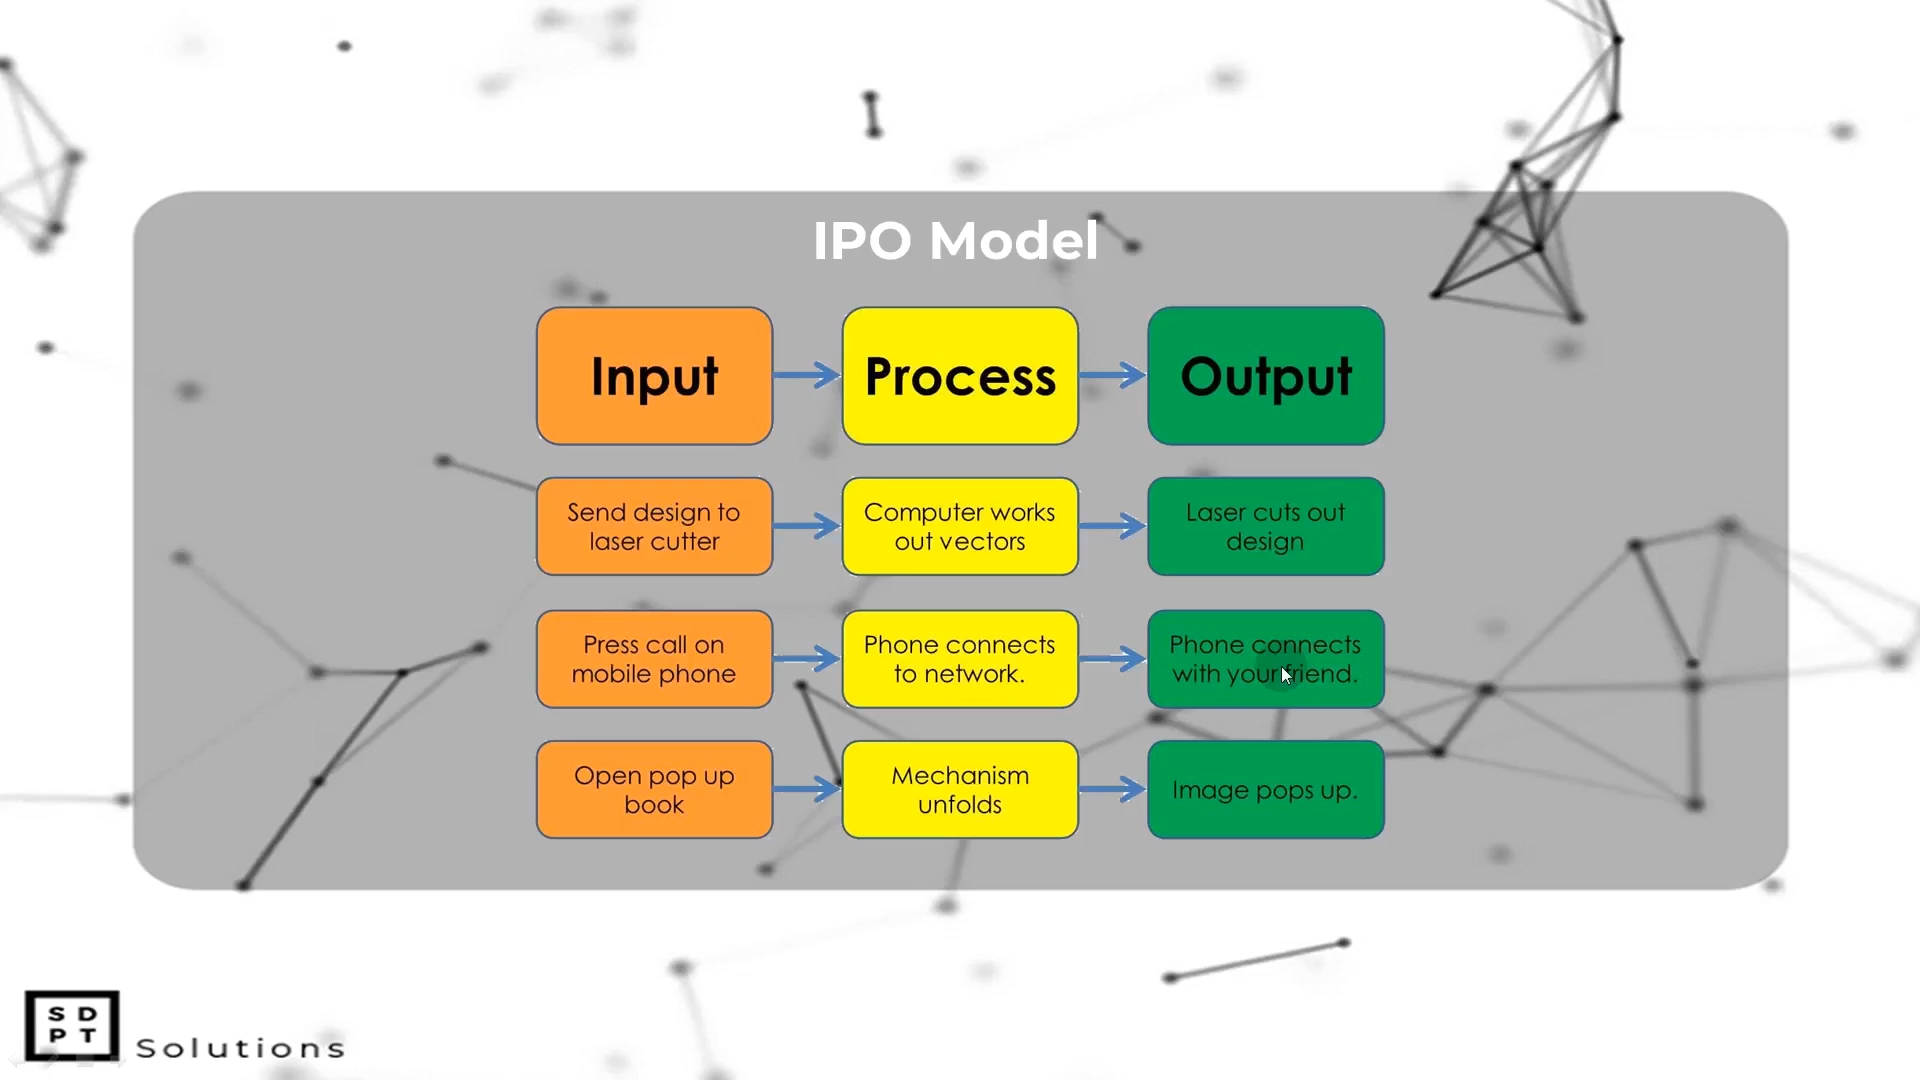 IPO Model
Input
Process
Output
Send design to
laser cutter
Computer works
out vectors
Laser cuts out
design
Press call on
mobile phone
Phone connects
to network.
Phone connects
with your friend.
Open pop up
book
Mechanism
unfolds
Image pops up.
S D
P T
Solutions